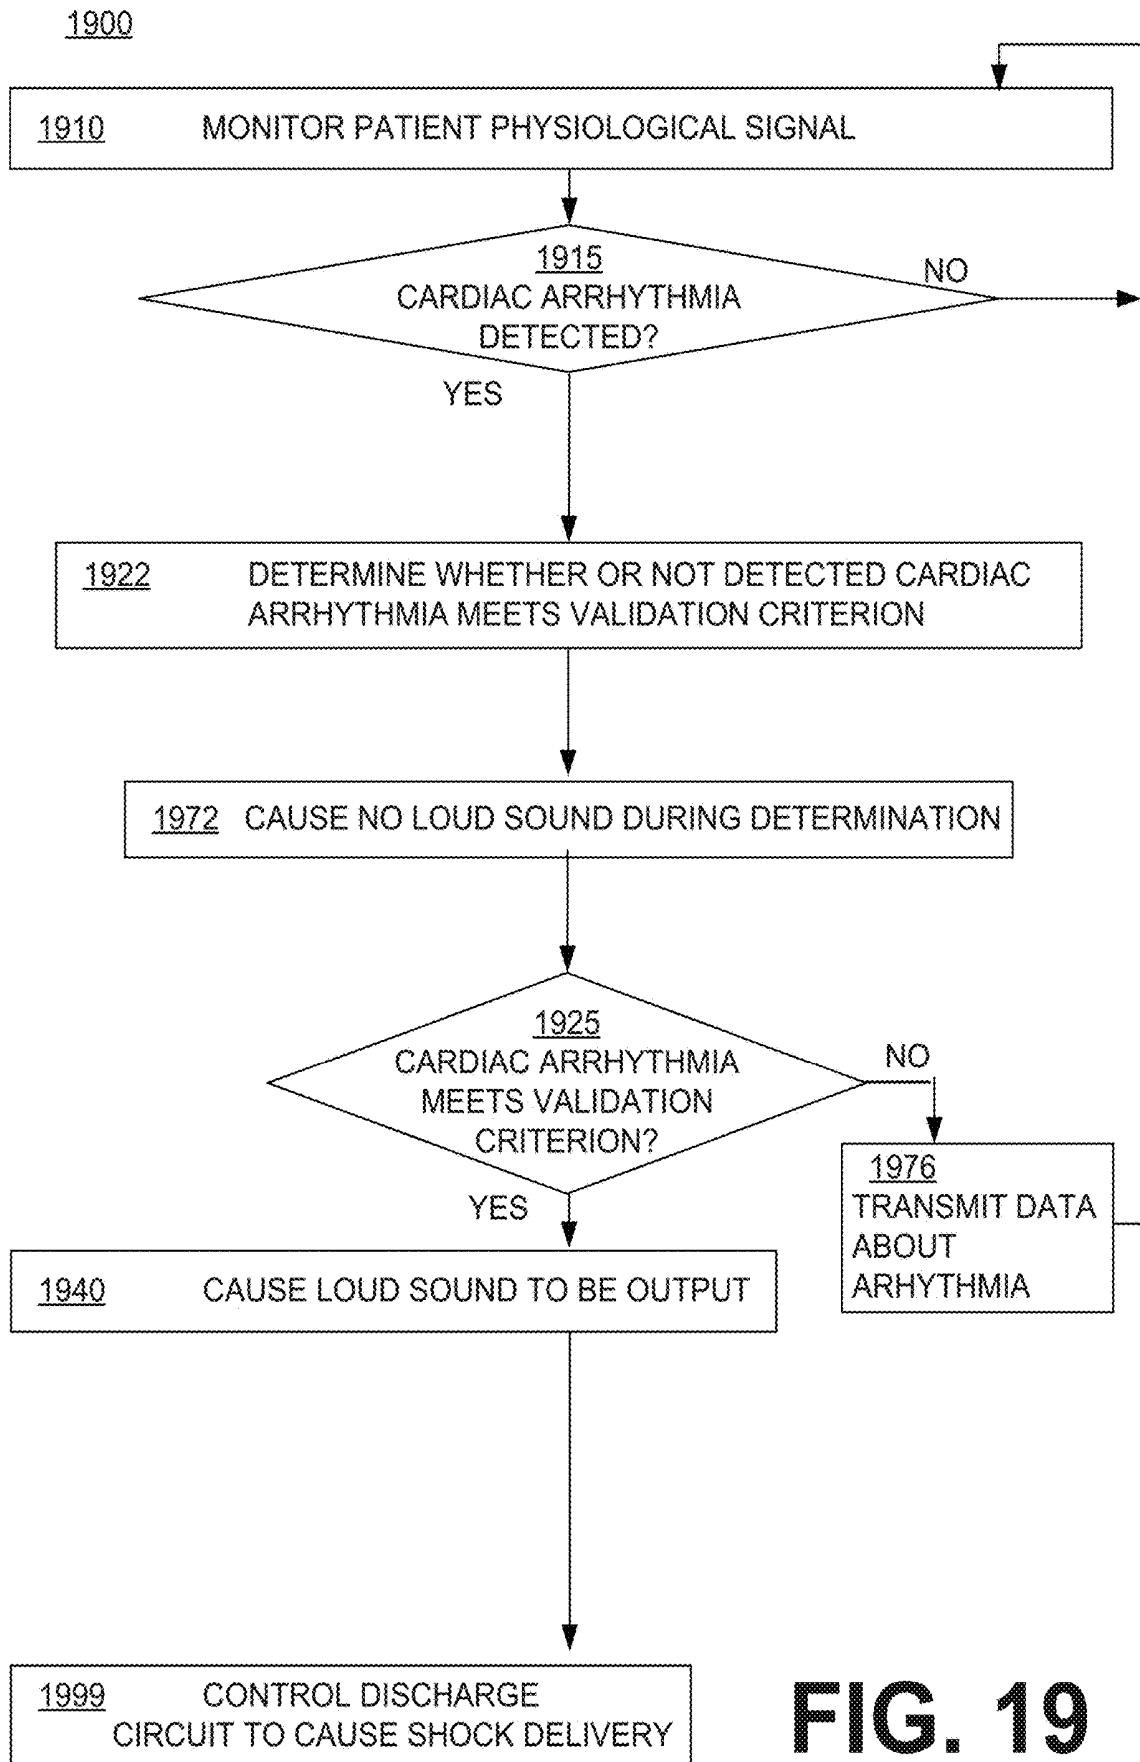 1900
1910 MONITOR PATIENT PHYSIOLOGICAL SIGNAL
1915
CARDIAC ARRHYTHMIA
DETECTED?
NO
YES
1922 DETERMINE WHETHER OR NOT DETECTED CARDIAC
ARRHYTHMIA MEETS VALIDATION CRITERION
1972 CAUSE NO LOUD SOUND DURING DETERMINATION
1925
CARDIAC ARRHYTHMIA
MEETS VALIDATION
CRITERION?
NO
YES
1976
TRANSMIT DATA
ABOUT
ARHYTHMIA
1940 CAUSE LOUD SOUND TO BE OUTPUT
1999 CONTROL DISCHARGE
CIRCUIT TO CAUSE SHOCK DELIVERY
FIG. 19